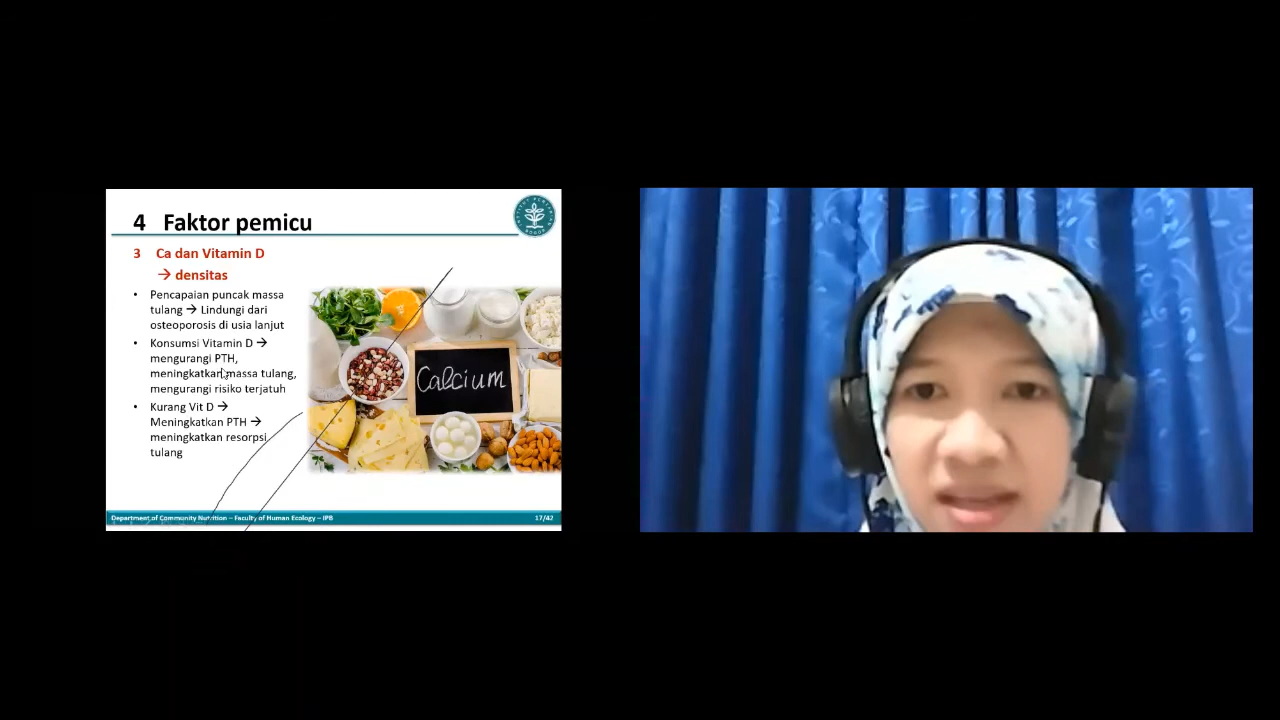 4 Faktor pemicu
3 Ca dan Vitamin D
→ densitas
• Pencapaian puncak massa
tulang → Lindungi dari
osteoporosis di usia lanjut
• Konsumsi Vitamin D →
mengurangi PTH,
meningkatkan massa tulang,
mengurangi risiko terjatuh
• Kurang Vit D →
Meningkatkan PTH →
meningkatkan resorpsi
tulang
Calcium
Department of Community Nutrition – Faculty of Human Ecology – IPB
17/42